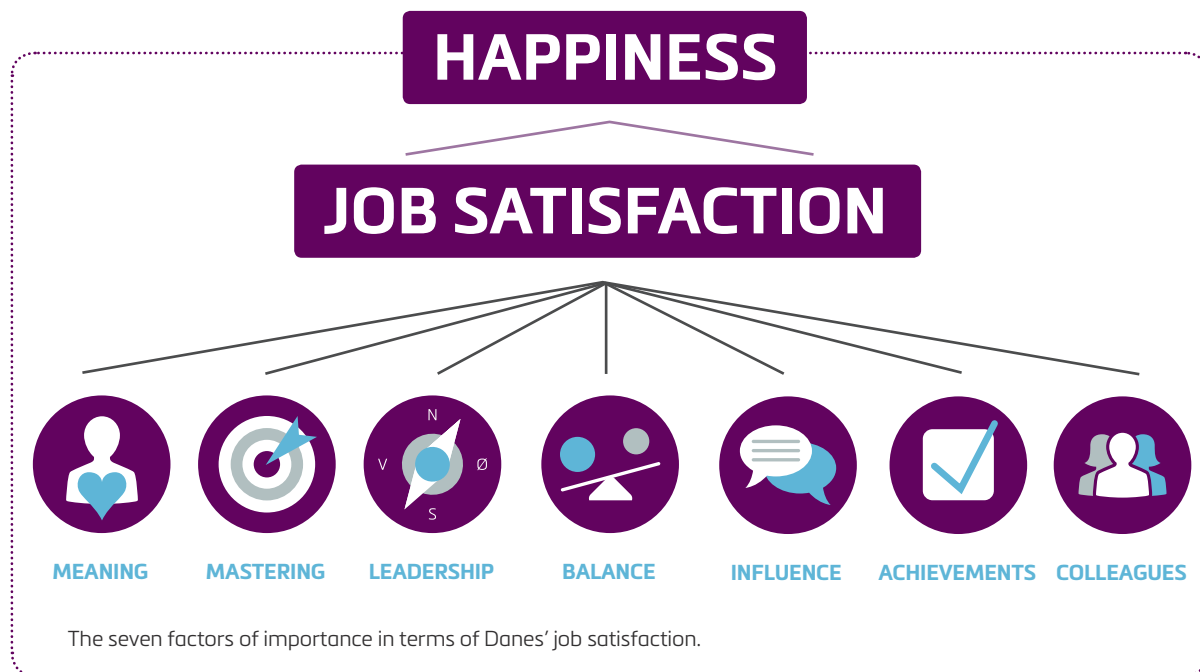 HAPPINESS
JOB SATISFACTION
N
V Ø
S
MEANING MASTERING LEADERSHIP BALANCE INFLUENCE ACHIEVEMENTS COLLEAGUES
The seven factors of importance in terms of Danes’ job satisfaction.